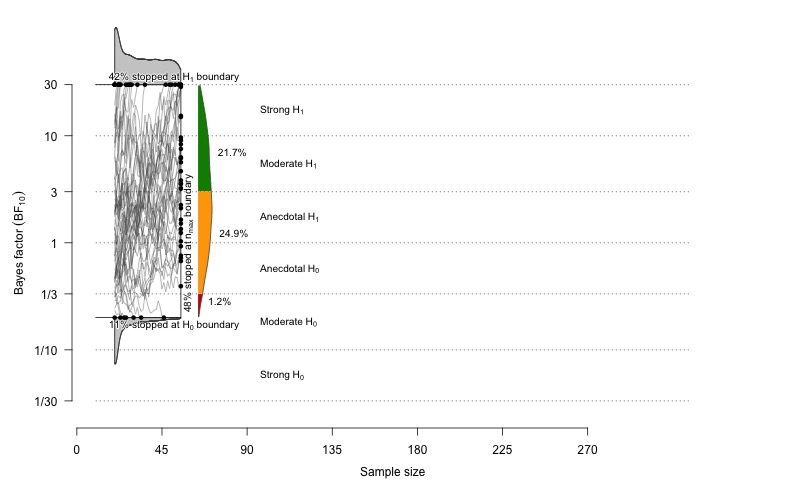 42% stopped at H1 boundary
30
Strong H1
10
21.7%
Moderate H1
3
Anecdotal H1
24.9%
1
Anecdotal H0
1/3
1.2%
48% stopped at nmax boundary
Moderate H0
11% stopped at H0 boundary
1/10
Strong H0
1/30
Bayes factor (BF10)
0 45 90 135 180 225 270
Sample size